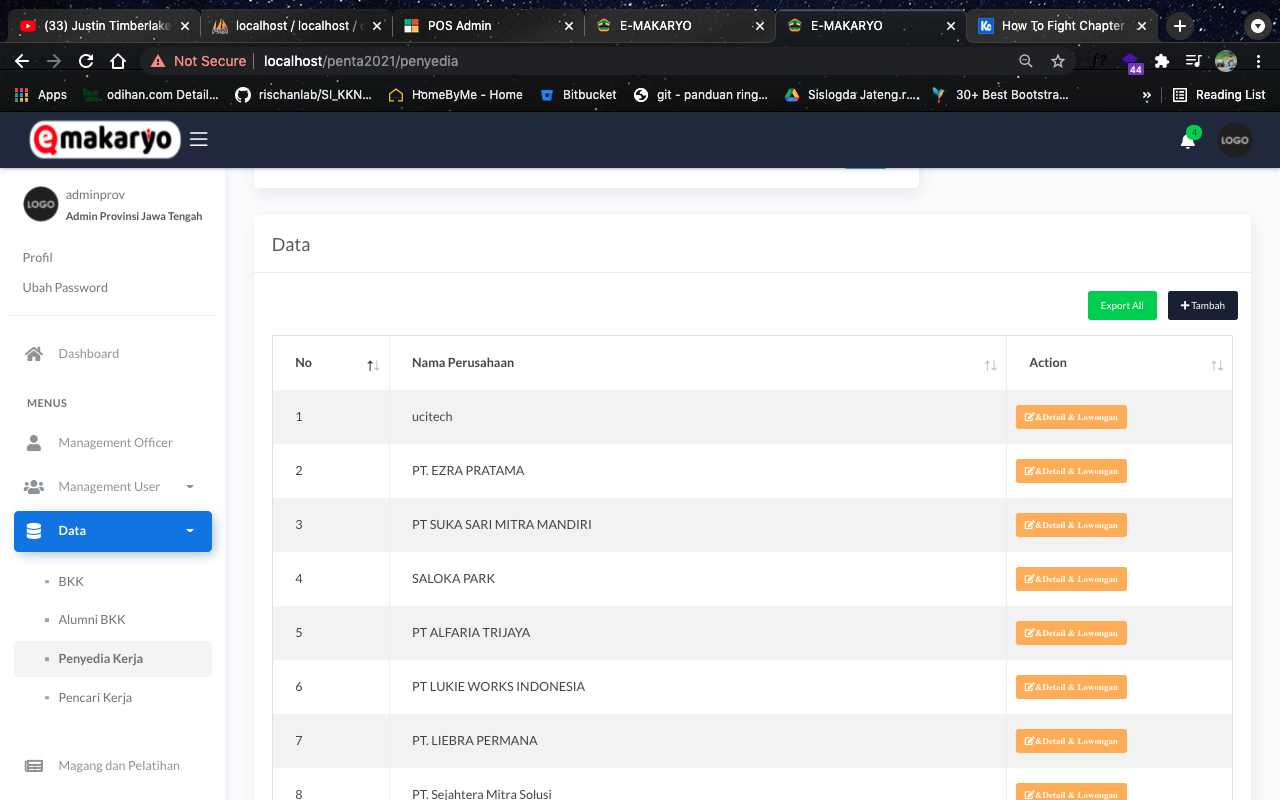 (33) Justin Timberlake
localhost / localhost / c
POS Admin
E-MAKARYO
E-MAKARYO
How To Fight Chapter
Not Secure
localhost/penta2021/penyedia
44
Apps
odihan.com Detail...
rischanlab/SI_KKN...
HomeByMe - Home
Bitbucket
git - panduan ring...
Sislogda Jateng.r...
30+ Best Bootstra...
»
Reading List
emakaryo
4
LOGO
LOGO
adminprov
Admin Provinsi Jawa Tengah
Profil
Ubah Password
Dashboard
MENUS
Management Officer
Management User
Data
BKK
Alumni BKK
Penyedia Kerja
Pencari Kerja
Magang dan Pelatihan
Data
Export All
+Tambah
No Nama Perusahaan Action
1 ucitech &Detail & Lowongan
2 PT. EZRA PRATAMA &Detail & Lowongan
3 PT SUKA SARI MITRA MANDIRI &Detail & Lowongan
4 SALOKA PARK &Detail & Lowongan
5 PT ALFARIA TRIJAYA &Detail & Lowongan
6 PT LUKIE WORKS INDONESIA &Detail & Lowongan
7 PT. LIEBRA PERMANA &Detail & Lowongan
8 PT. Sejahtera Mitra Solusi &Detail & Lowongan